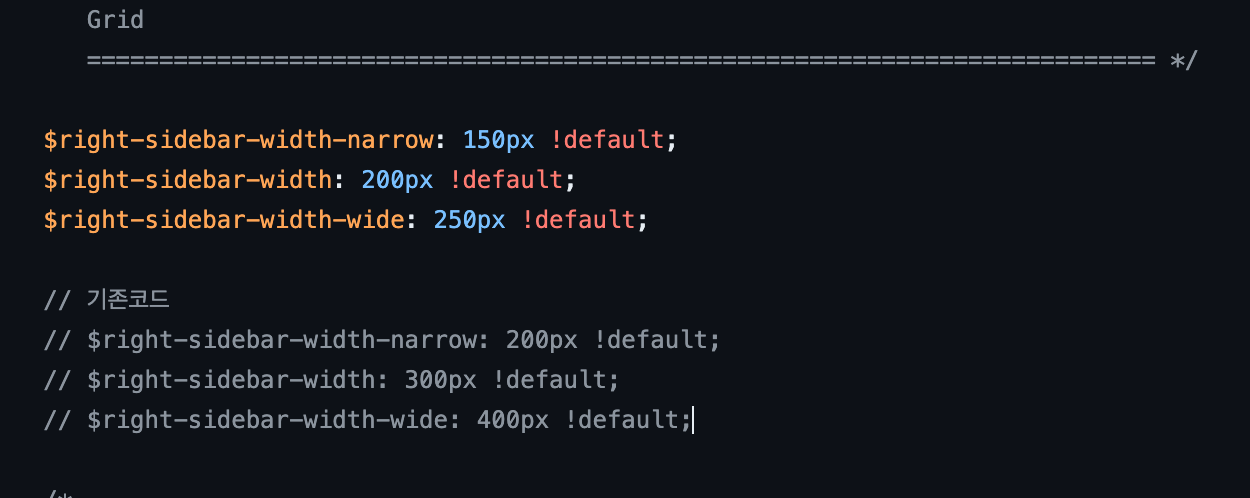 Grid
========================================================================== */
$right-sidebar-width-narrow: 150px !default;
$right-sidebar-width: 200px !default;
$right-sidebar-width-wide: 250px !default;
// 기존코드
// $right-sidebar-width-narrow: 200px !default;
// $right-sidebar-width: 300px !default;
// $right-sidebar-width-wide: 400px !default;
/*